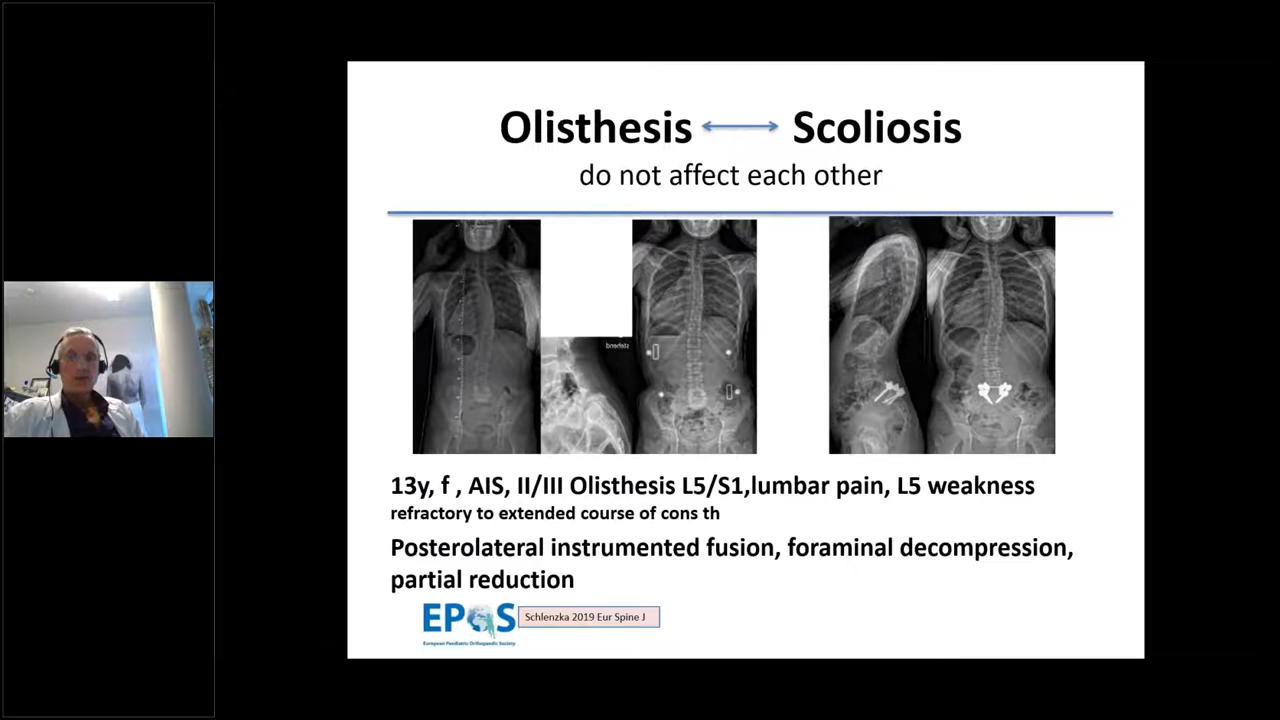 Olisthesis Scoliosis
do not affect each other
stehend
13y, f , AIS, II/III Olisthesis L5/S1,lumbar pain, L5 weakness
refractory to extended course of cons th
Posterolateral instrumented fusion, foraminal decompression,
partial reduction
EPOS
Schlenzka 2019 Eur Spine J
European Paediatric Orthopaedic Society